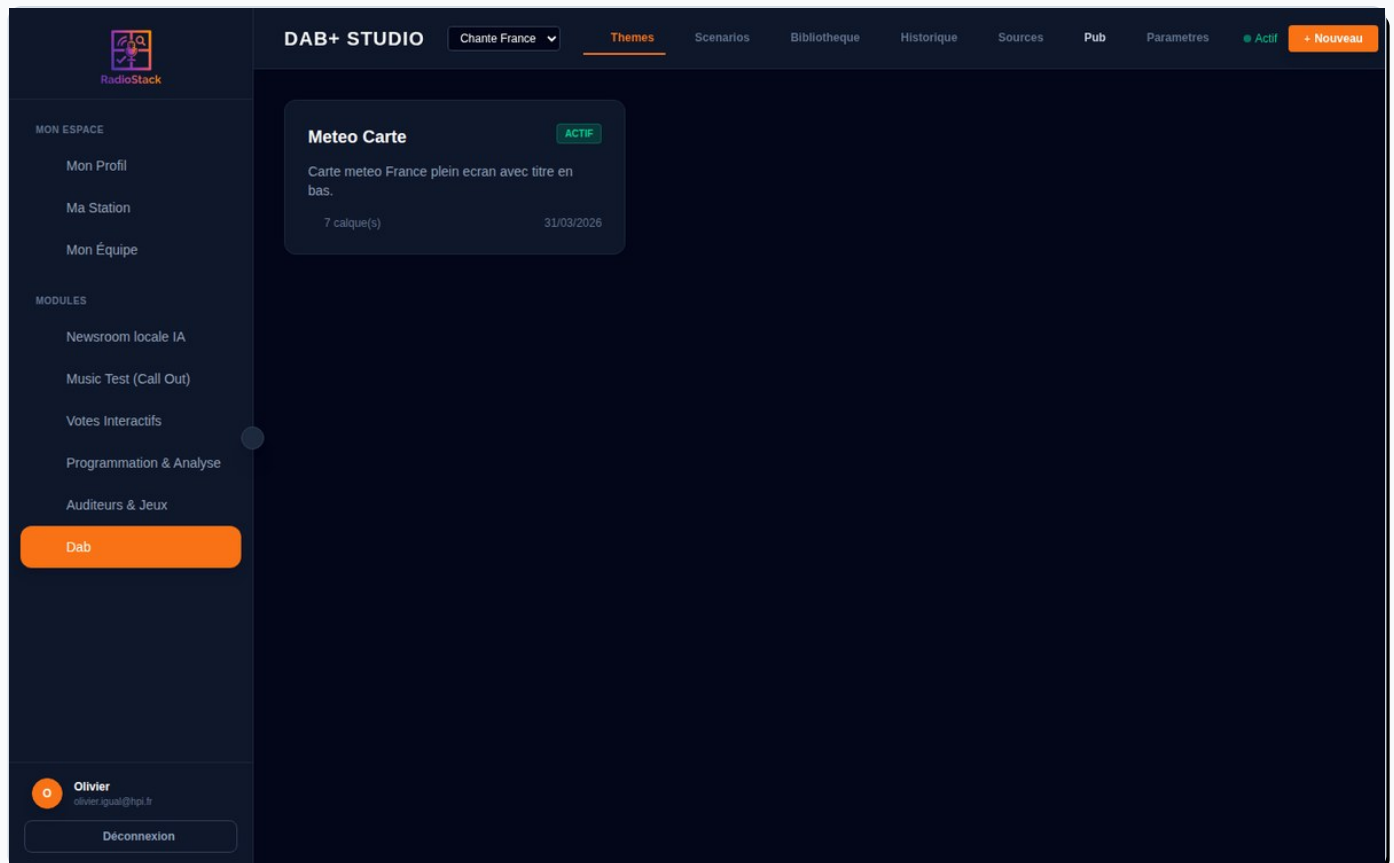 RadioStack
MON ESPACE
Mon Profil
Ma Station
Mon Équipe
MODULES
Newsroom locale IA
Music Test (Call Out)
Votes Interactifs
Programmation & Analyse
Auditeurs & Jeux
Dab
O
Olivier
olivier.igual@hpi.fr
Déconnexion
DAB+ STUDIO
Chante France
Themes
Scenarios
Bibliotheque
Historique
Sources
Pub
Parametres
Actif
+ Nouveau
Meteo Carte
ACTIF
Carte meteo France plein ecran avec titre en
bas.
7 calque(s)
31/03/2026